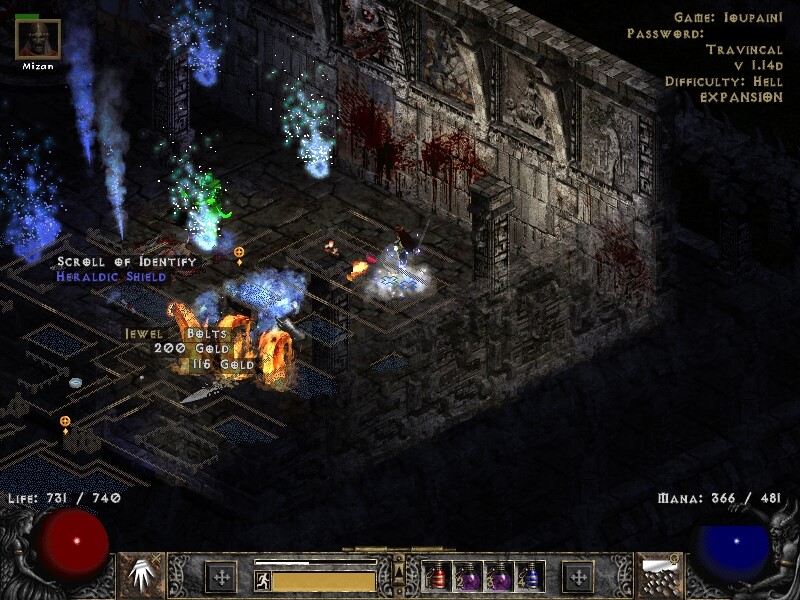 Game: Ioupaini
Password:
Travincal
v 1.14d
Difficulty: Hell
Expansion
Mizan
Scroll of Identify
Heraldic Shield
Jewel
Bolts
200 Gold
116 Gold
Life: 731 / 740
Mana: 366 / 481